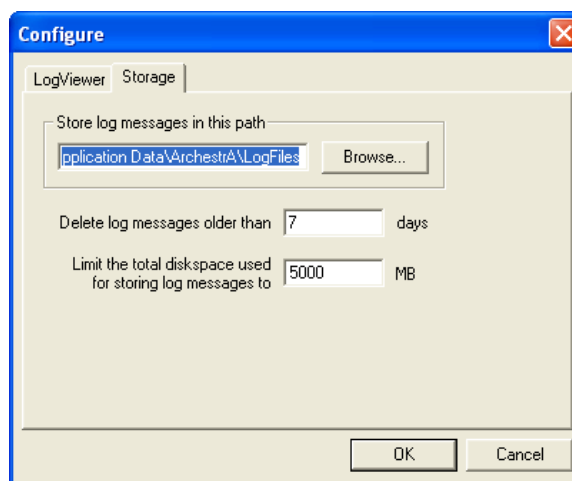 Configure
LogViewer
Storage
Store log messages in this path
pplication Data\ArchestrA\LogFiles
Browse...
Delete log messages older than 7 days
Limit the total diskspace used
for storing log messages to 5000 MB
OK
Cancel